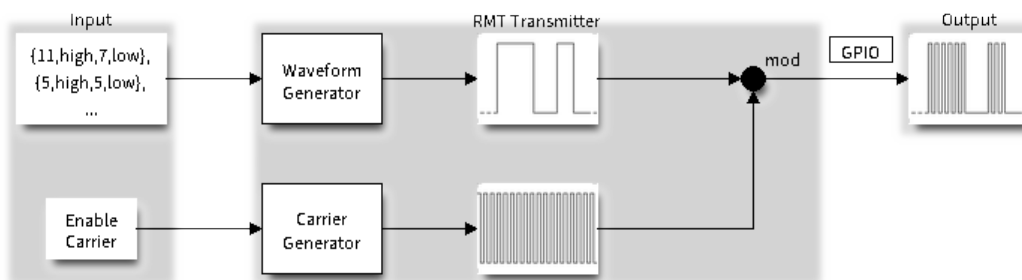 Input
RMT Transmitter
Output
{11,high,7,low},
{5,high,5,low},
...
Waveform
Generator
mod
GPIO
Enable
Carrier
Carrier
Generator